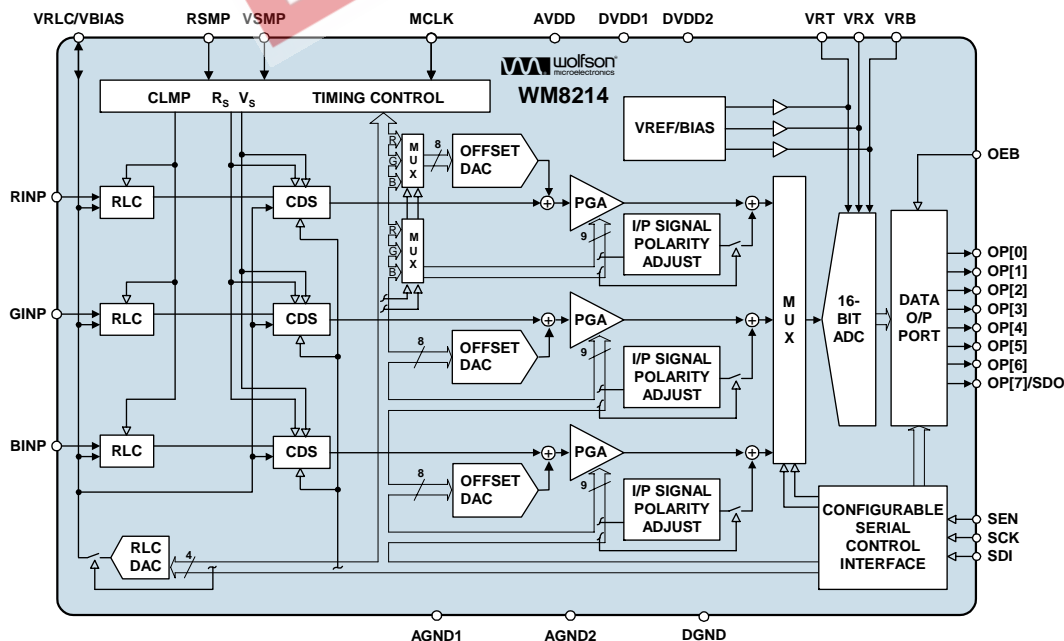 VRLC/VBIAS RSMP VSMP MCLK AVDD DVDD1 DVDD2 VRT VRX VRB
wolfson
microelectronics
WM8214
CLMP RS VS TIMING CONTROL
VREF/BIAS
R
G
B
MUX
8
OFFSET
DAC
OEB
RINP
RLC
CDS
PGA
9
I/P SIGNAL
POLARITY
ADJUST
R
G
B
MUX
GINP
RLC
CDS
8
OFFSET
DAC
PGA
9
I/P SIGNAL
POLARITY
ADJUST
MUX
16-
BIT
ADC
DATA
O/P
PORT
OP[0]
OP[1]
OP[2]
OP[3]
OP[4]
OP[5]
OP[6]
OP[7]/SDO
BINP
RLC
CDS
8
OFFSET
DAC
PGA
9
I/P SIGNAL
POLARITY
ADJUST
CONFIGURABLE
SERIAL
CONTROL
INTERFACE
SEN
SCK
SDI
RLC
DAC
4
AGND1 AGND2 DGND